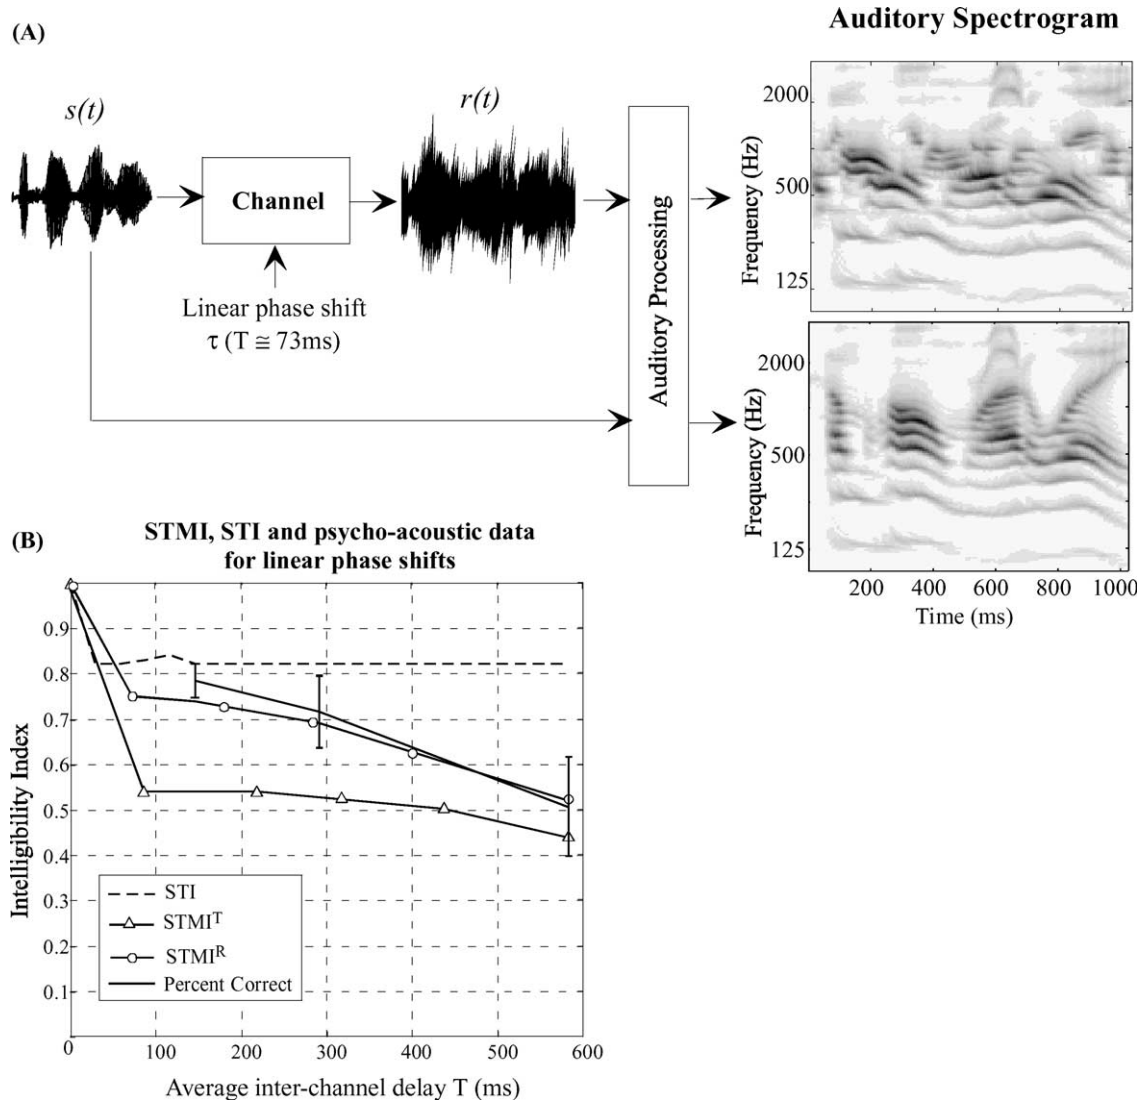 (A)
Auditory Spectrogram
s(t)
r(t)
Channel
Linear phase shift
τ (T ≅ 73ms)
Auditory Processing
Frequency (Hz)
2000
500
125
Frequency (Hz)
2000
500
125
200 400 600 800 1000
Time (ms)
(B)
STMI, STI and psycho-acoustic data
for linear phase shifts
Intelligibility Index
0.9
0.8
0.7
0.6
0.5
0.4
0.3
0.2
0.1
STI
STMIᵀ
STMIᴿ
Percent Correct
0 100 200 300 400 500 600
Average inter-channel delay T (ms)